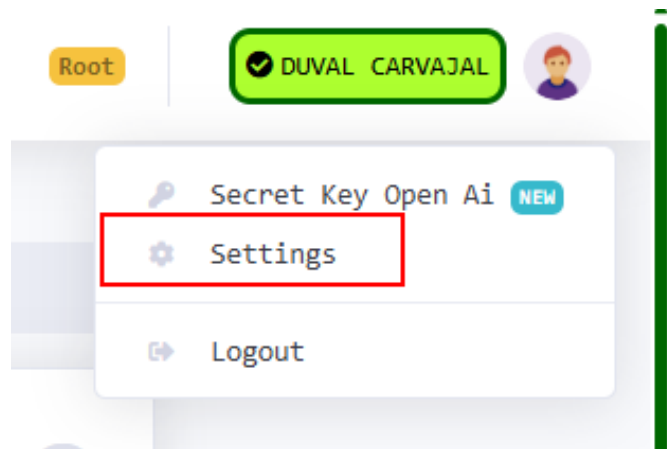 Root
DUVAL CARVAJAL
Secret Key Open Ai NEW
Settings
Logout